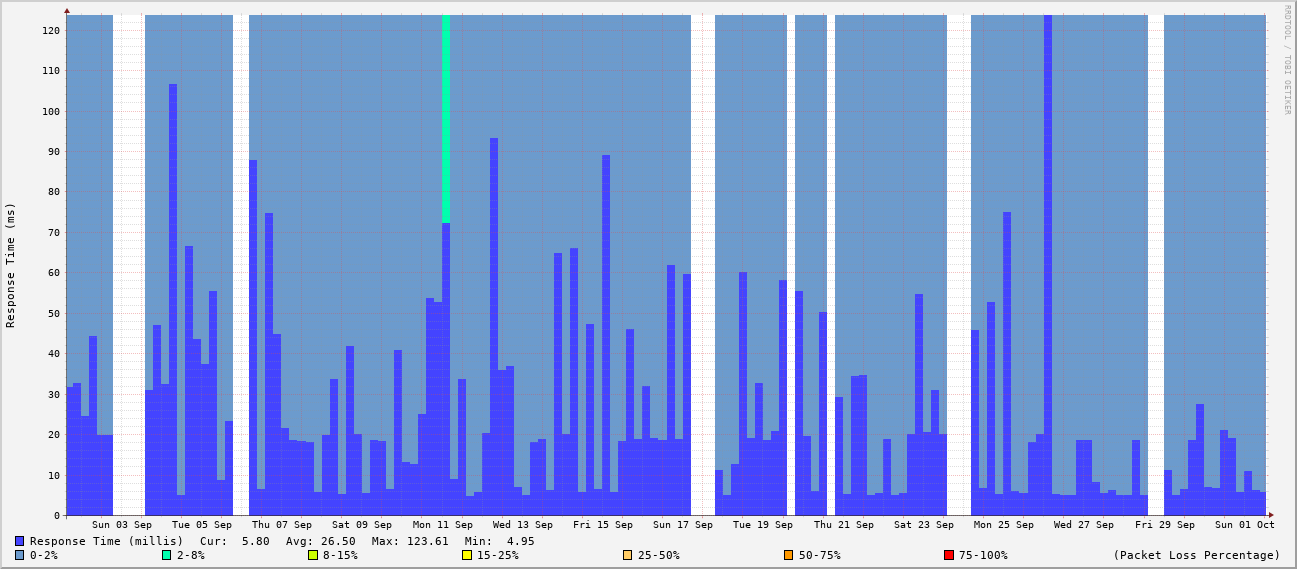 RRDTOOL / TOBI OETIKER
Response Time (ms)
120
110
100
90
80
70
60
50
40
30
20
10
0
Sun 03 Sep Tue 05 Sep Thu 07 Sep Sat 09 Sep Mon 11 Sep Wed 13 Sep Fri 15 Sep Sun 17 Sep Tue 19 Sep Thu 21 Sep Sat 23 Sep Mon 25 Sep Wed 27 Sep Fri 29 Sep Sun 01 Oct
Response Time (millis) Cur: 5.80 Avg: 26.50 Max: 123.61 Min: 4.95
0-2% 2-8% 8-15% 15-25% 25-50% 50-75% 75-100% (Packet Loss Percentage)